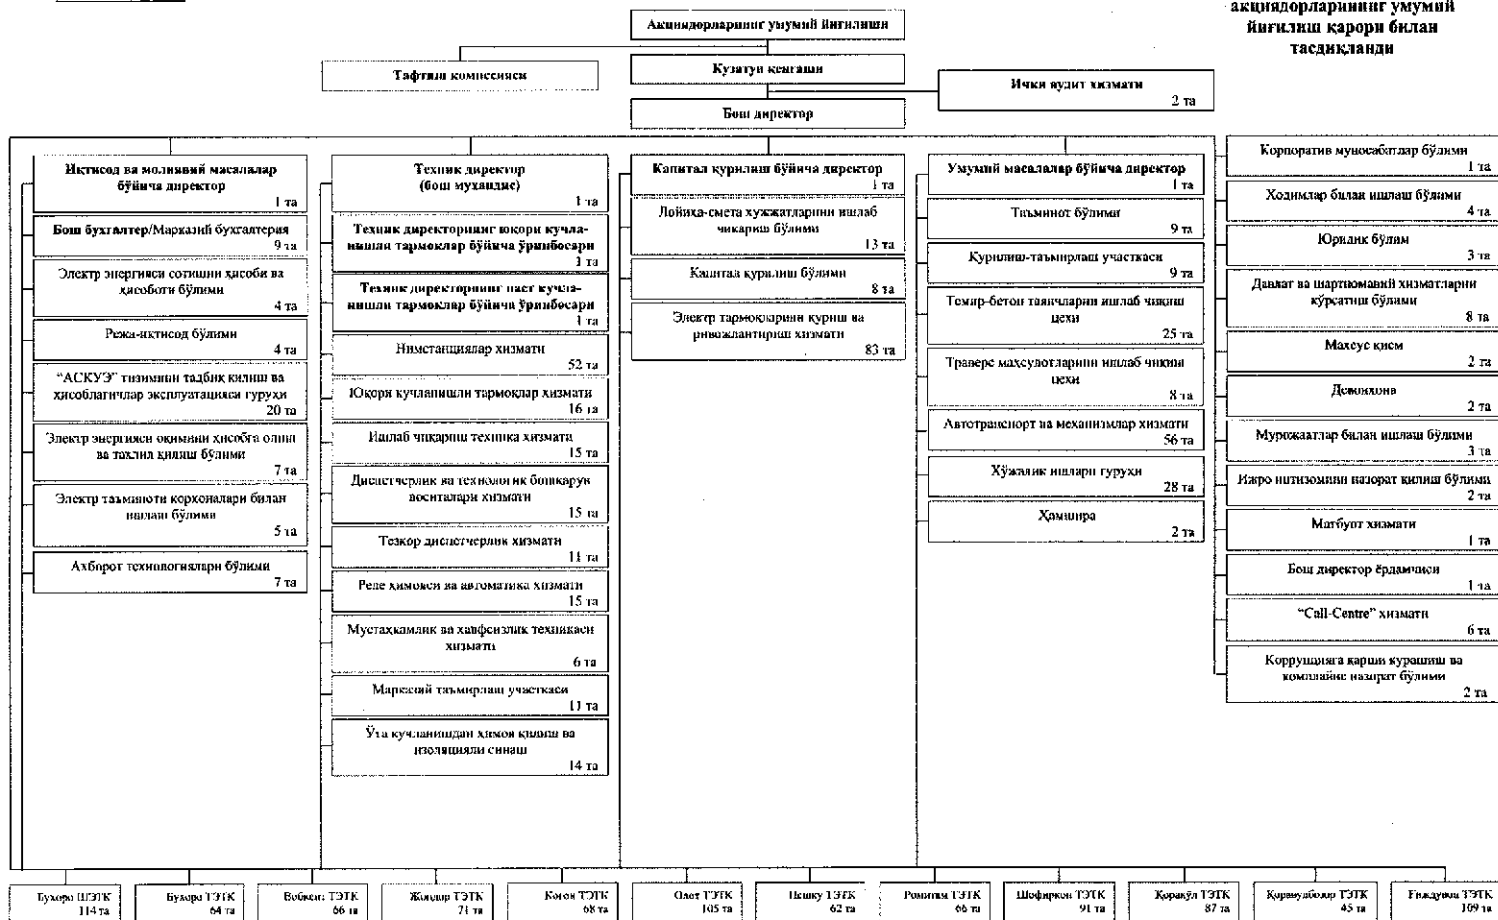 акциядорларининг умумий
йиғилиш қарори билан
тасдиқланди
Акциядорларининг умумий йиғилиши
Тафтиш комиссияси
Кузатув кенгаши
Ички аудит хизмати
2 та
Бош директор
Иқтисод ва молиявий масалалар
бўйича директор
1 та
Бош бухгалтер/Марказий бухгалтерия
9 та
Электр энергияси сотишни ҳисоби ва
ҳисоботи бўлими
4 та
Режа-иқтисод бўлими
4 та
"АСКУЭ" тизимини тадбиқ қилиш ва
ҳисоблагичлар эксплуатацияси гуруҳи
20 та
Электр энергияси оқимини ҳисобга олиш
ва таҳлил қилиш бўлими
7 та
Электр таъминоти корхоналари билан
ишлаш бўлими
5 та
Ахборот технологиялари бўлими
7 та
Техник директор
(бош мухандис)
1 та
Техник директорнинг юқори кучла-
нишли тармоқлар бўйича ўринбосари
1 та
Техник директорнинг паст кучла-
нишли тармоқлар бўйича ўринбосари
1 та
Нимстанциялар хизмати
52 та
Юқори кучланишли тармоқлар хизмати
16 та
Ишлаб чиқариш техника хизмати
15 та
Диспетчерлик ва технологик бошқарув
воситалари хизмати
15 та
Тезкор диспетчерлик хизмати
11 та
Реле ҳимояси ва автоматика хизмати
15 та
Мустаҳкамлик ва хавфсизлик техникаси
хизмати
6 та
Марказий таъмирлаш участкаси
11 та
Ўта кучланишдан ҳимоя қилиш ва
изоляцияли синаш
14 та
Капитал қурилиш бўйича директор
1 та
Лойиҳа-смета хужжатларини ишлаб
чиқариш бўлими
13 та
Капитал қурилиш бўлими
8 та
Электр тармоқларини қуриш ва
ривожлантириш хизмати
83 та
Умумий масалалар бўйича директор
1 та
Таъминот бўлими
9 та
Қурилиш-таъмирлаш участкаси
9 та
Темир-бетон таянчларни ишлаб чиқиш
цехи
25 та
Траверс маҳсулотларини ишлаб чиқиш
цехи
8 та
Автотранспорт ва механизмлар хизмати
56 та
Хўжалик ишлари гуруҳи
28 та
Ҳамшира
2 та
Корпоратив муносабатлар бўлими
1 та
Ходимлар билан ишлаш бўлими
4 та
Юридик бўлим
3 та
Давлат ва шартномавий хизматларни
кўрсатиш бўлими
8 та
Махсус қисм
2 та
Девонхона
2 та
Мурожаатлар билан ишлаш бўлими
3 та
Ижро интизомини назорат қилиш бўлими
2 та
Матбуот хизмати
1 та
Бош директор ёрдамчиси
1 та
"Call-Centre" хизмати
6 та
Коррупцияга қарши курашиш ва
комплайнс назорат бўлими
2 та
Бухоро ШЭТК
114 та
Бухоро ТЭТК
64 та
Вобкент ТЭТК
66 та
Жондор ТЭТК
71 та
Когон ТЭТК
68 та
Олот ТЭТК
105 та
Пешку ТЭТК
62 та
Ромитан ТЭТК
66 та
Шофиркон ТЭТК
91 та
Қоракўл ТЭТК
87 та
Қоравулбозор ТЭТК
45 та
Ғиждувон ТЭТК
109 та